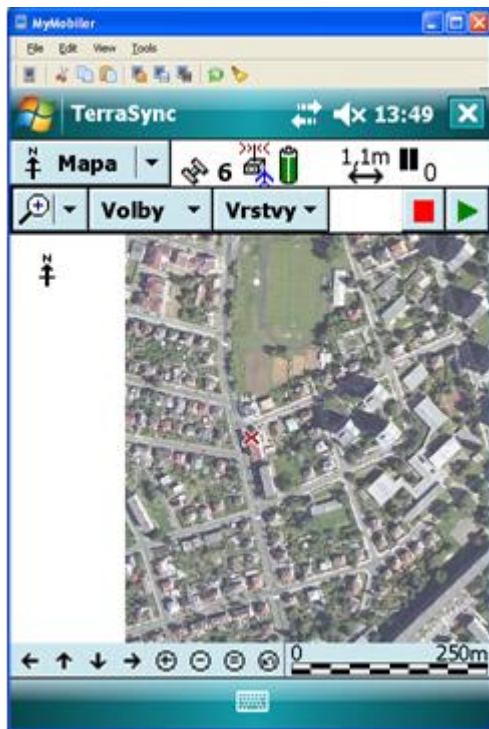 MyMobiler
File Edit View Tools
TerraSync 13:49
N Mapa 6 1,1m 0
Volby Vrstvy
N
0 250m